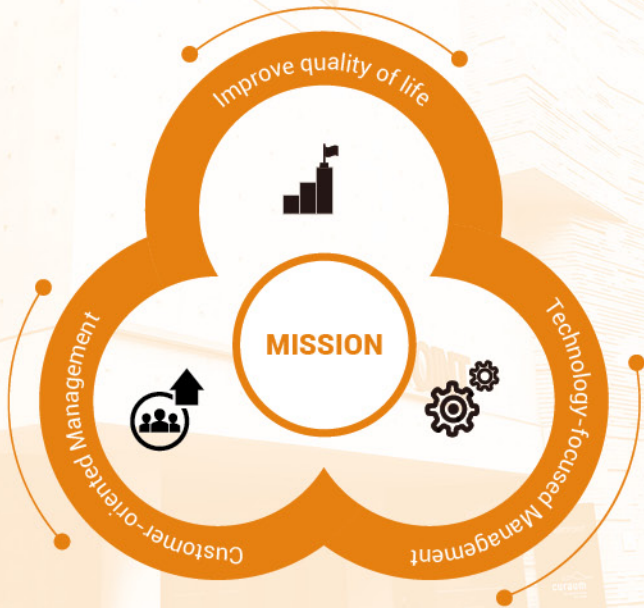 Improve quality of life
MISSION
Customer-oriented Management
Technology-focused Management